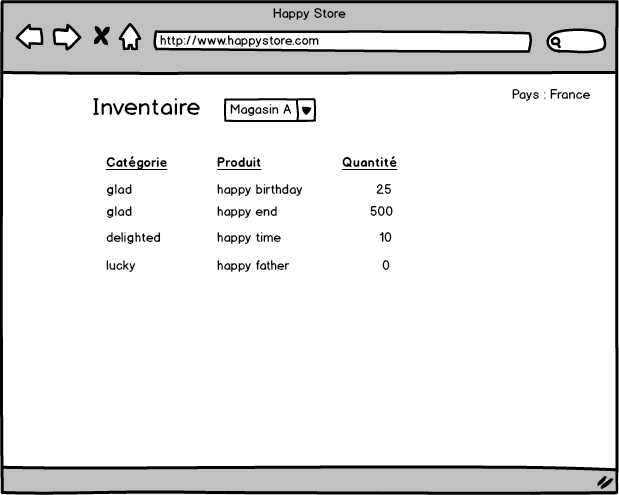 Happy Store
http://www.happystore.com
Pays : France
Inventaire Magasin A
Catégorie Produit Quantité
glad happy birthday 25
glad happy end 500
delighted happy time 10
lucky happy father 0